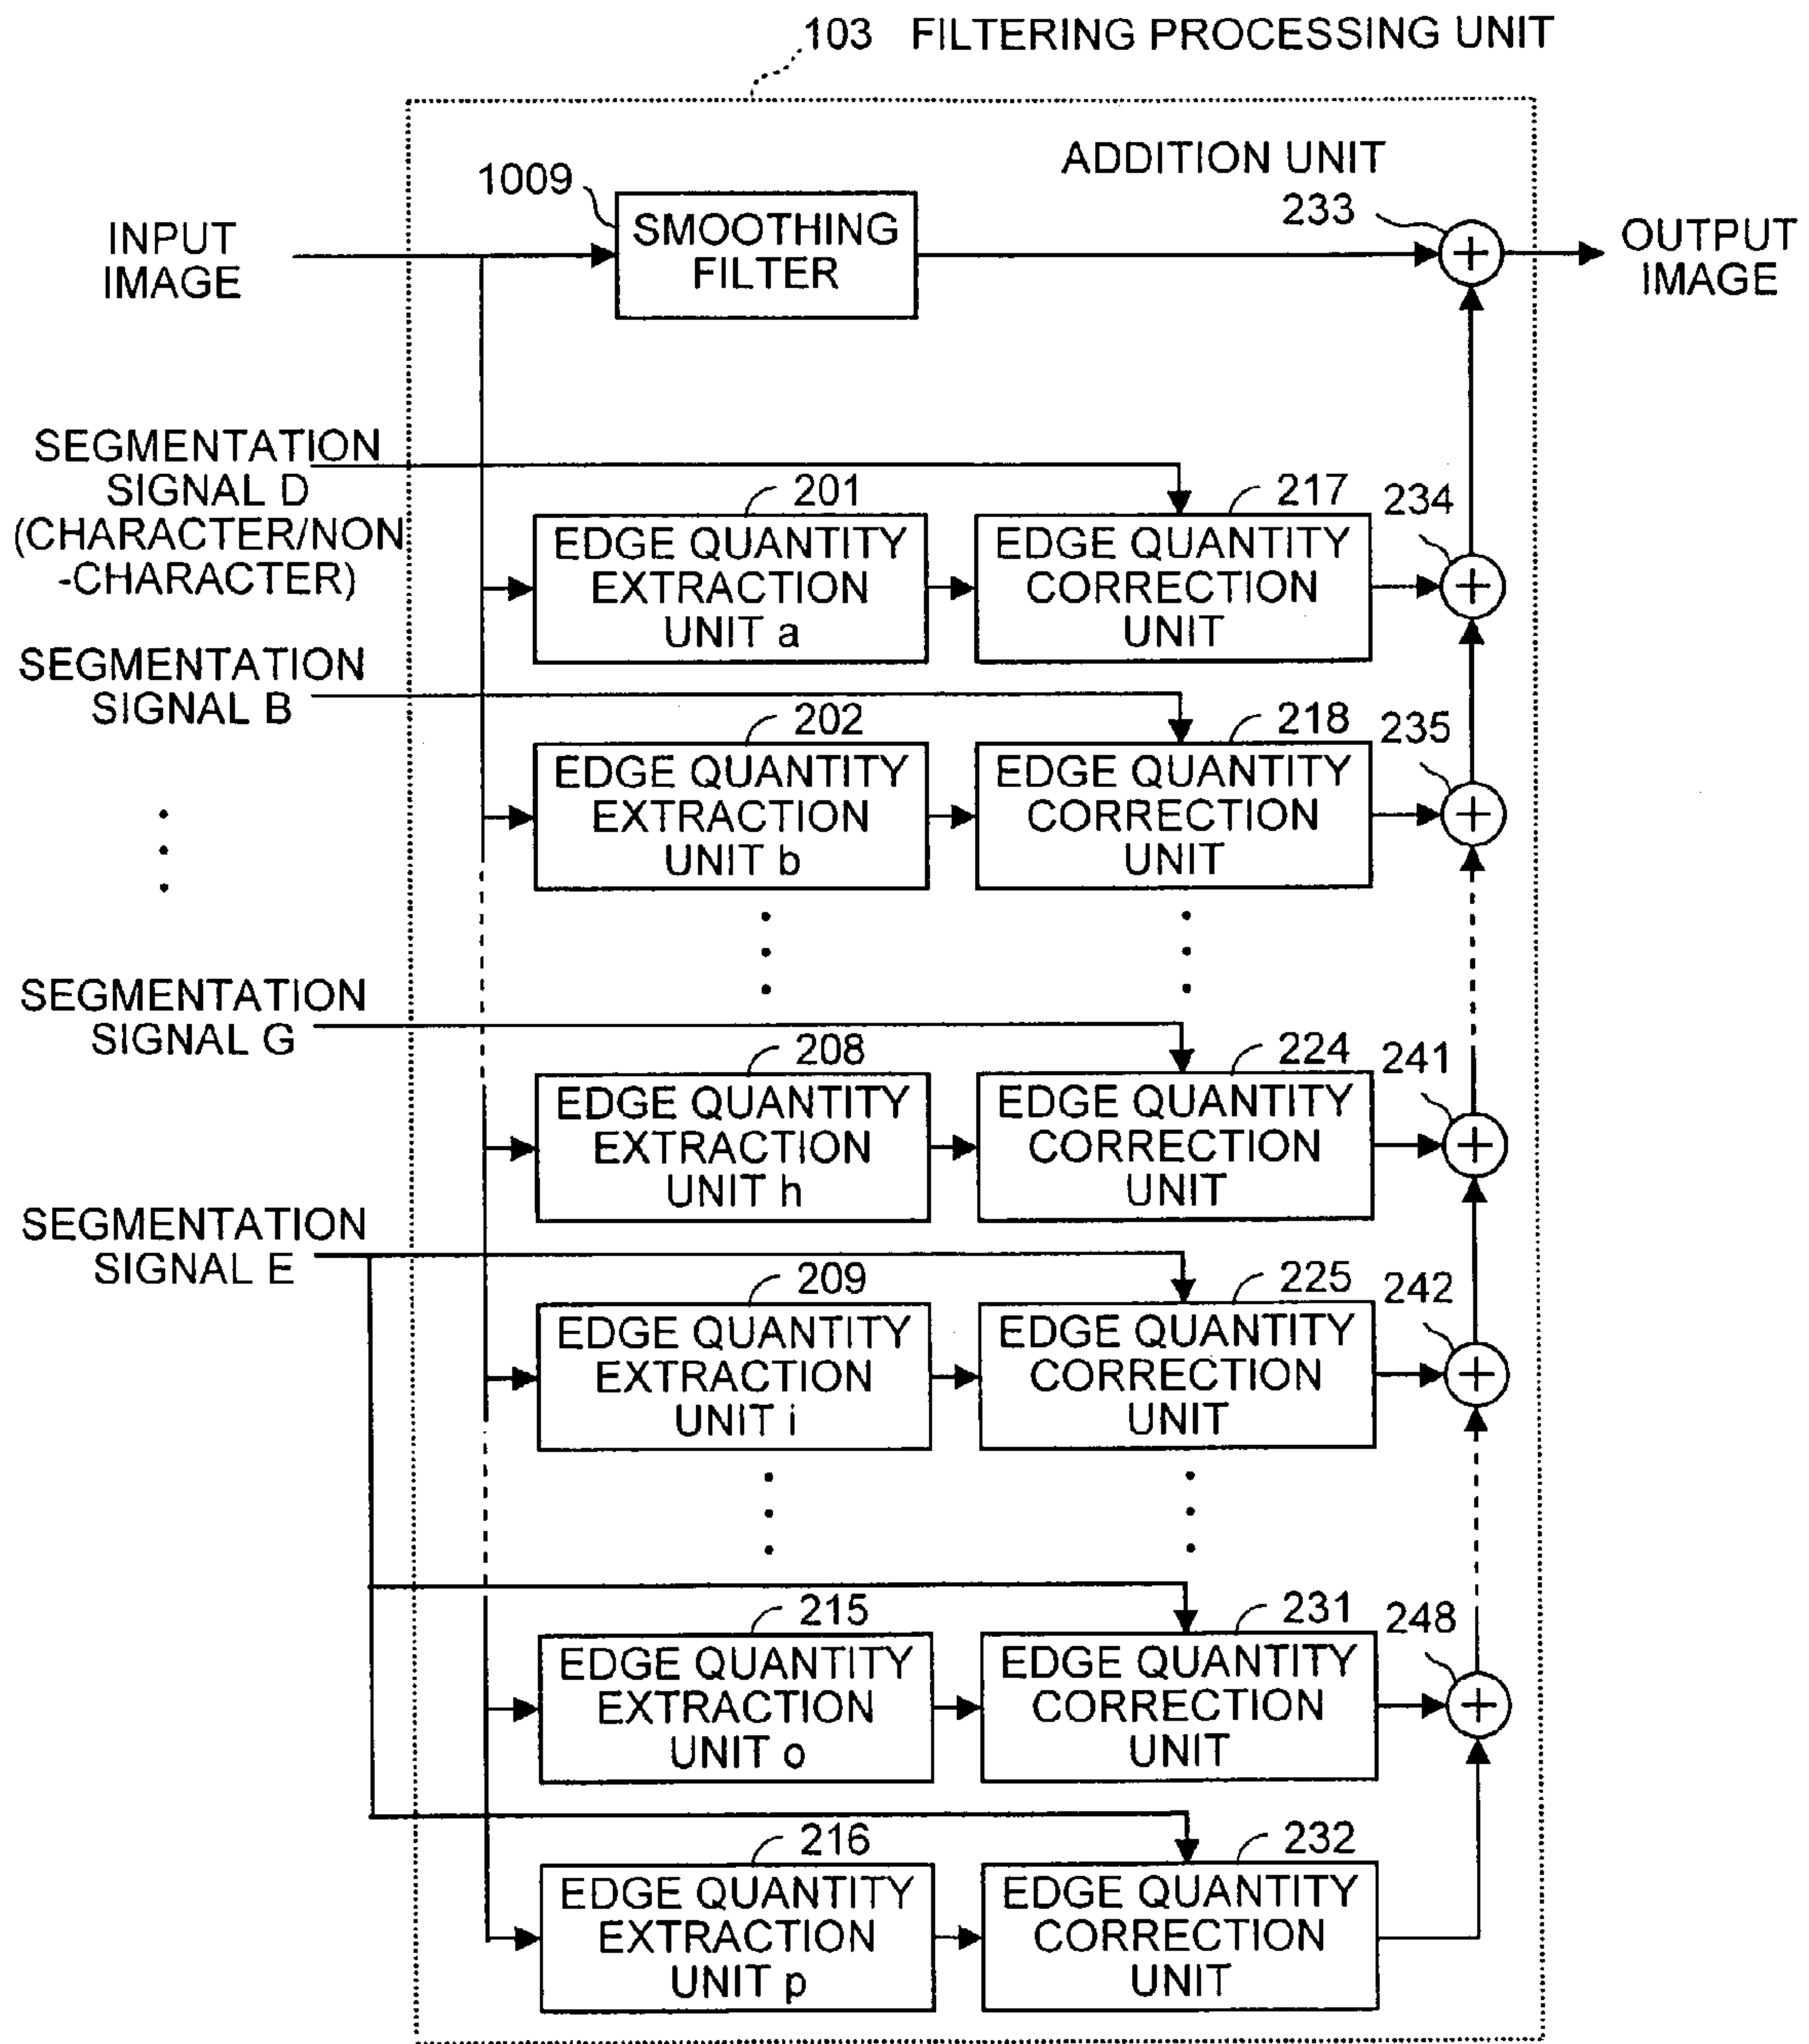 103 FILTERING PROCESSING UNIT
ADDITION UNIT
1009
233
INPUT
IMAGE
SMOOTHING
FILTER
+
OUTPUT
IMAGE
SEGMENTATION
SIGNAL D
(CHARACTER/NON
-CHARACTER)
201
217
234
EDGE QUANTITY
EXTRACTION
UNIT a
EDGE QUANTITY
CORRECTION
UNIT
+
SEGMENTATION
SIGNAL B
202
218
235
EDGE QUANTITY
EXTRACTION
UNIT b
EDGE QUANTITY
CORRECTION
UNIT
+
SEGMENTATION
SIGNAL G
208
224
241
EDGE QUANTITY
EXTRACTION
UNIT h
EDGE QUANTITY
CORRECTION
UNIT
+
SEGMENTATION
SIGNAL E
209
225
242
EDGE QUANTITY
EXTRACTION
UNIT i
EDGE QUANTITY
CORRECTION
UNIT
+
215
231
248
EDGE QUANTITY
EXTRACTION
UNIT o
EDGE QUANTITY
CORRECTION
UNIT
+
216
232
EDGE QUANTITY
EXTRACTION
UNIT p
EDGE QUANTITY
CORRECTION
UNIT